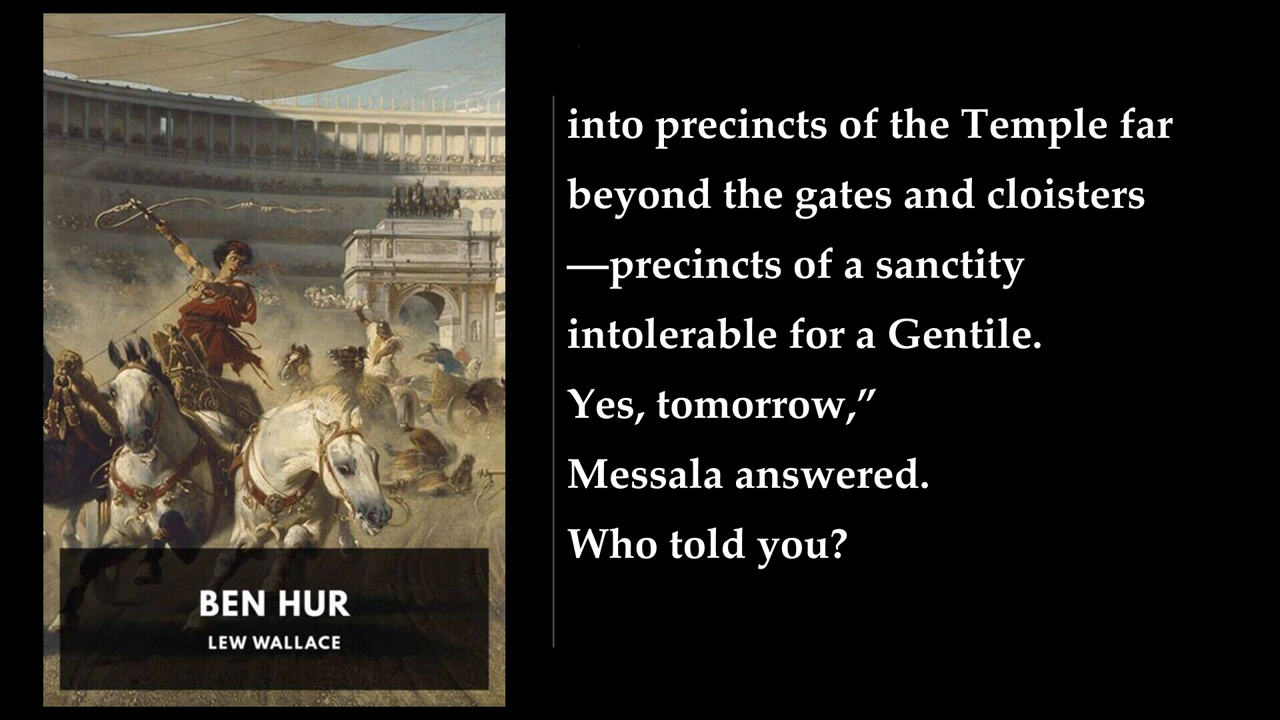 into precincts of the Temple far
beyond the gates and cloisters
—precincts of a sanctity
intolerable for a Gentile.
Yes, tomorrow,”
Messala answered.
Who told you?
BEN HUR
LEW WALLACE